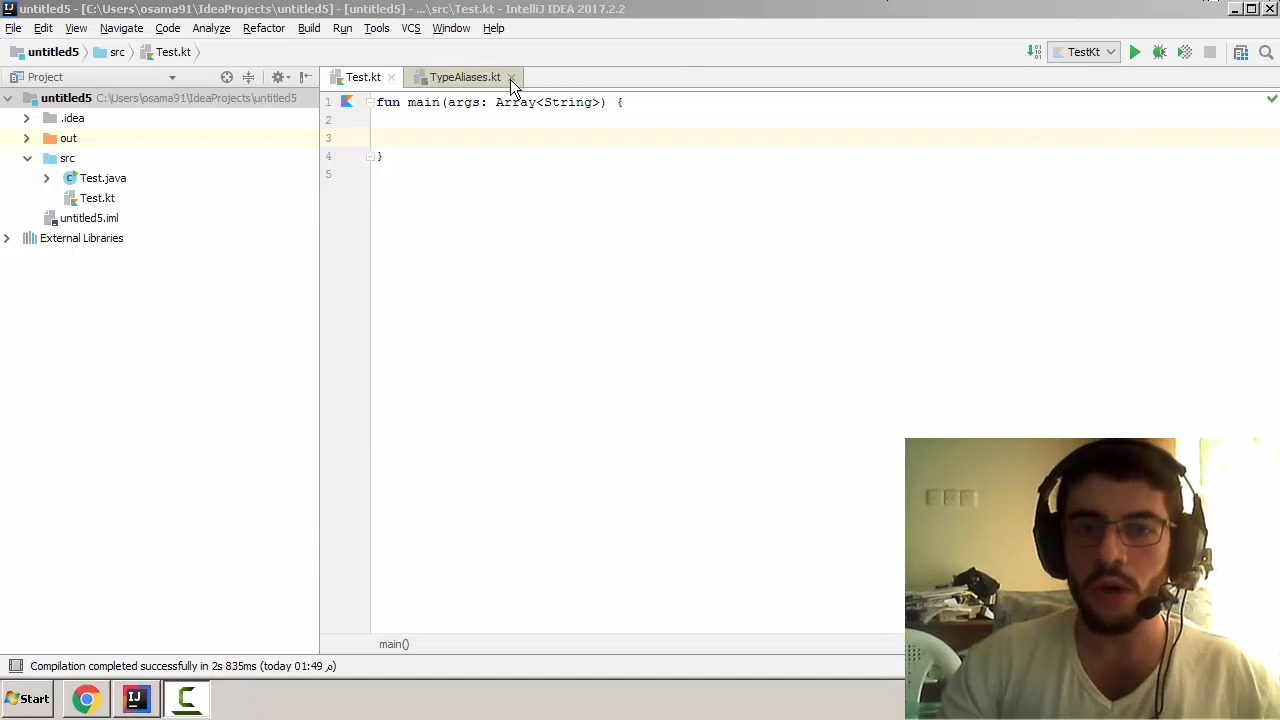 untitled5 - [C:\Users\osama91\IdeaProjects\untitled5] - [untitled5] - ...\src\Test.kt - IntelliJ IDEA 2017.2.2
File Edit View Navigate Code Analyze Refactor Build Run Tools VCS Window Help
untitled5 src Test.kt TestKt
Project Test.kt TypeAliases.kt
untitled5 C:\Users\osama91\IdeaProjects\untitled5
.idea
out
src
Test.java
Test.kt
untitled5.iml
External Libraries
1 fun main(args: Array<String>) {
2
3
4 }
5
main()
Compilation completed successfully in 2s 835ms (today 01:49 م)
Start